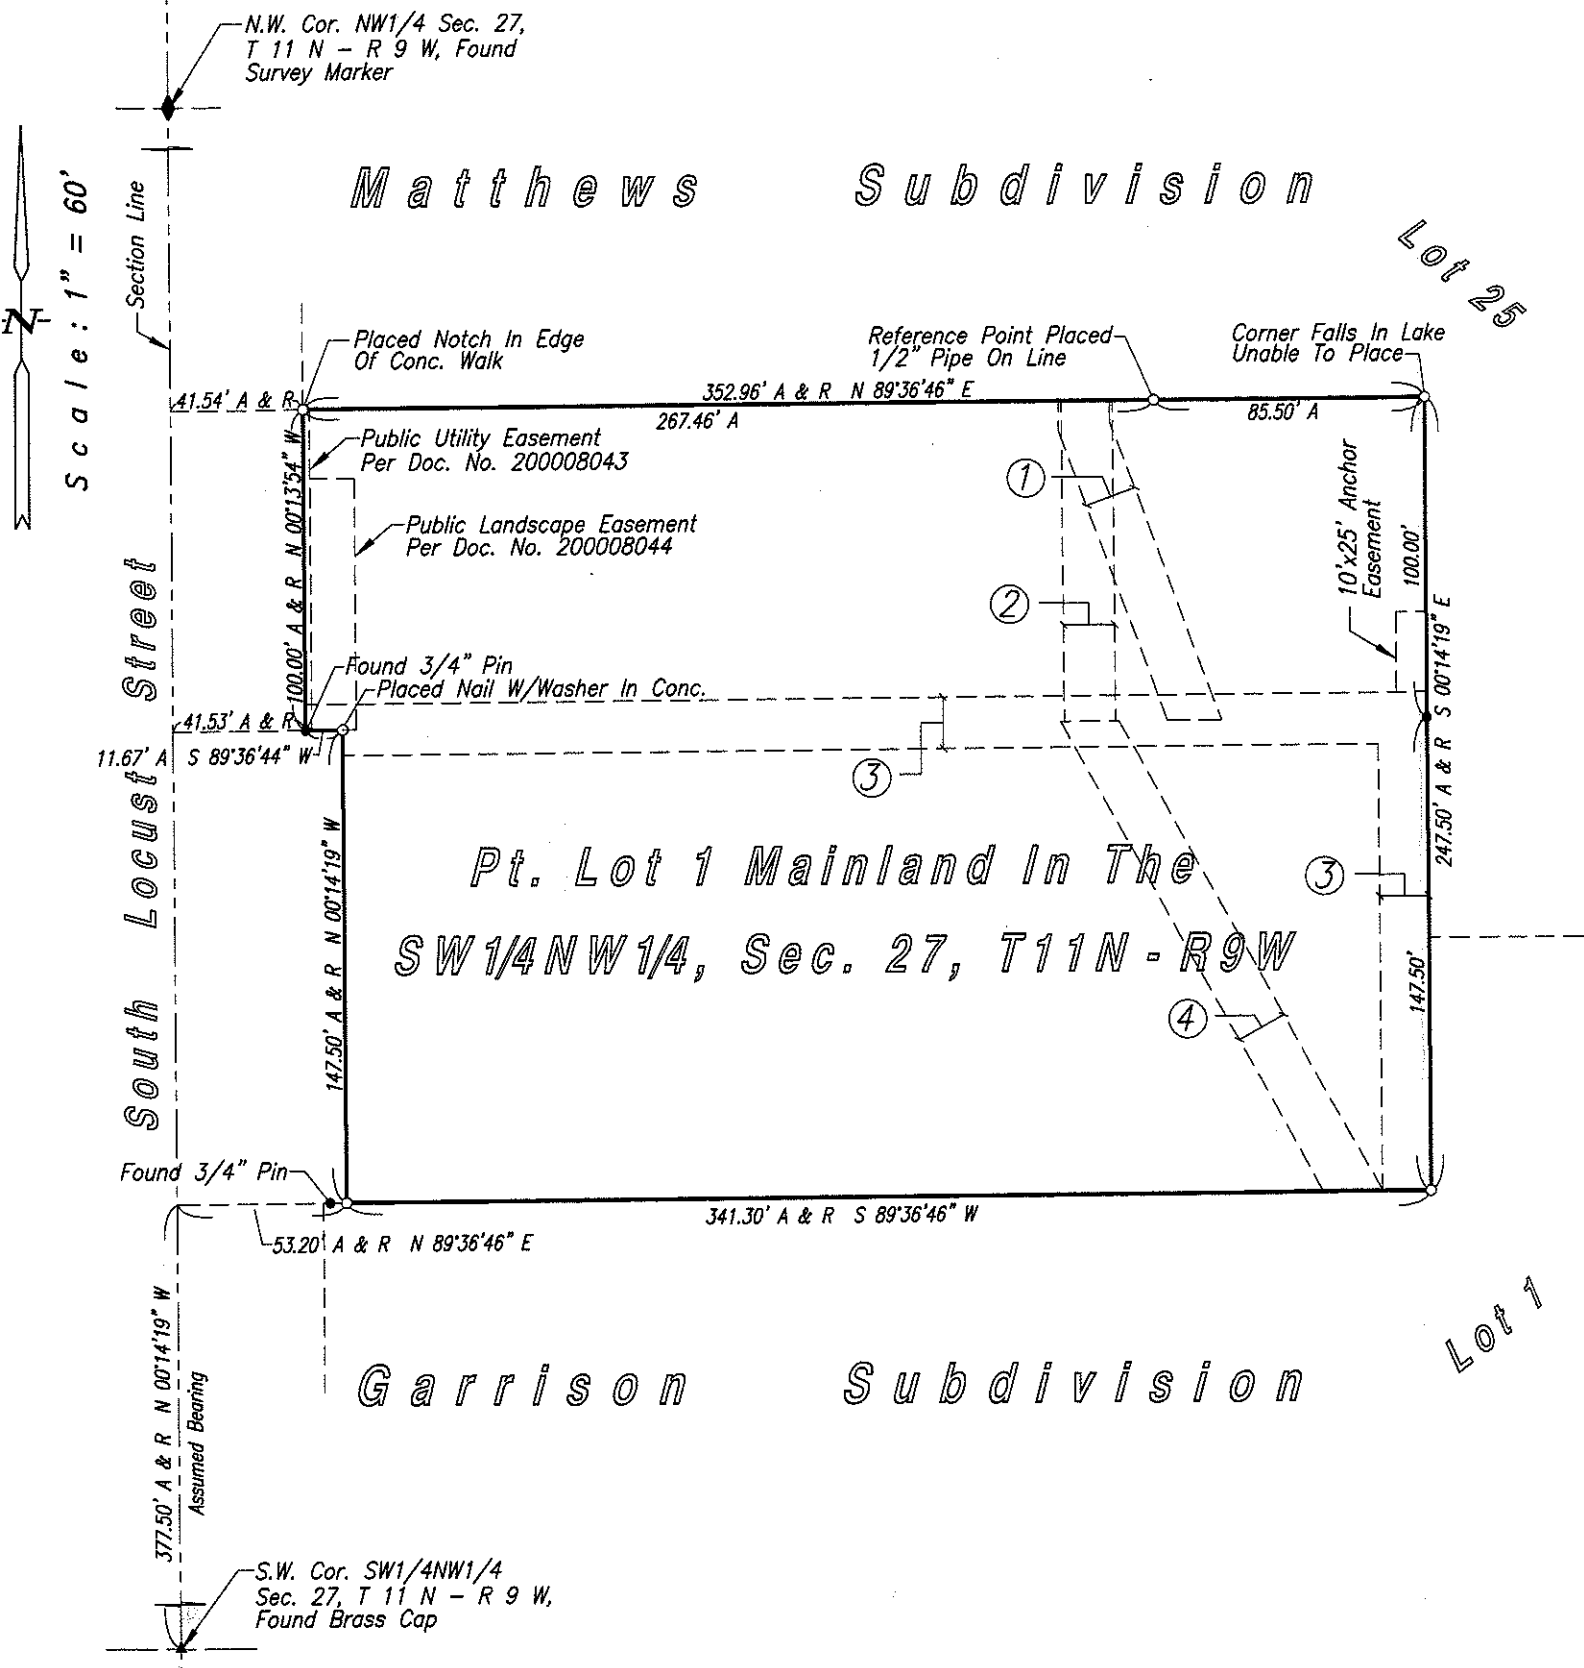 N.W. Cor. NW1/4 Sec. 27,
T 11 N – R 9 W, Found
Survey Marker
N
Scale: 1" = 60'
Section Line
Matthews Subdivision
Lot 25
Placed Notch In Edge
Of Conc. Walk
Reference Point Placed
1/2" Pipe On Line
Corner Falls In Lake
Unable To Place
41.54' A & R
352.96' A & R N 89°36'46" E
267.46' A
85.50' A
Public Utility Easement
Per Doc. No. 200008043
Public Landscape Easement
Per Doc. No. 200008044
100.00' A & R N 00°13'54" W
1
2
10'x25' Anchor
Easement
100.00'
Found 3/4" Pin
Placed Nail W/Washer In Conc.
41.53' A & R
11.67' A S 89°36'44" W
3
247.50' A & R S 00°14'19" E
South Locust Street
147.50' A & R N 00°14'19" W
Pt. Lot 1 Mainland In The
SW1/4NW1/4, Sec. 27, T11N-R9W
3
147.50'
4
Found 3/4" Pin
341.30' A & R S 89°36'46" W
53.20' A & R N 89°36'46" E
377.50' A & R N 00°14'19" W
Assumed Bearing
Garrison Subdivision
Lot 1
S.W. Cor. SW1/4NW1/4
Sec. 27, T 11 N – R 9 W,
Found Brass Cap